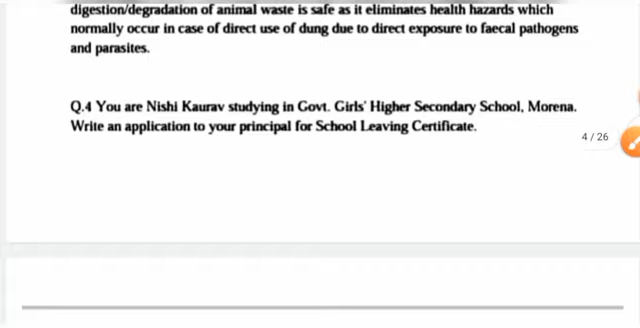 digestion/degradation of animal waste is safe as it eliminates health hazards which
normally occur in case of direct use of dung due to direct exposure to faecal pathogens
and parasites.
Q.4 You are Nishi Kaurav studying in Govt. Girls' Higher Secondary School, Morena.
Write an application to your principal for School Leaving Certificate.
4 / 26